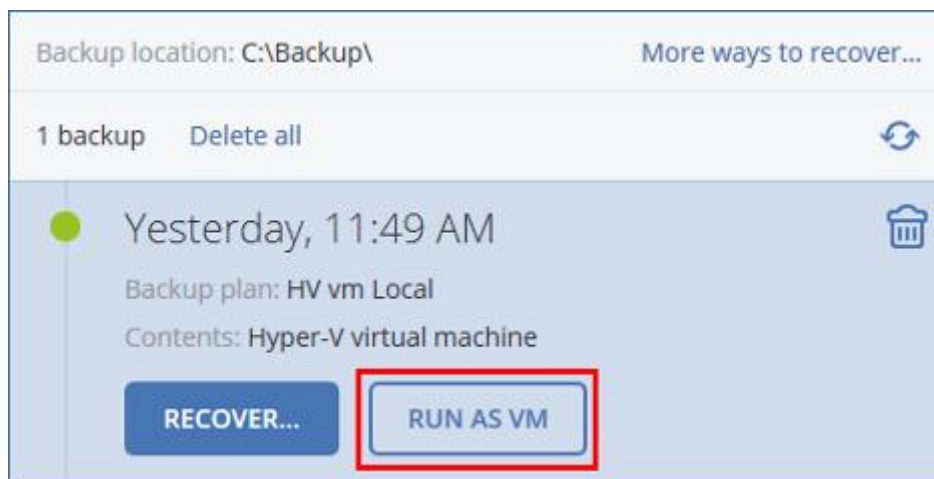 Backup location: C:\Backup\ More ways to recover...
1 backup Delete all
Yesterday, 11:49 AM
Backup plan: HV vm Local
Contents: Hyper-V virtual machine
RECOVER... RUN AS VM